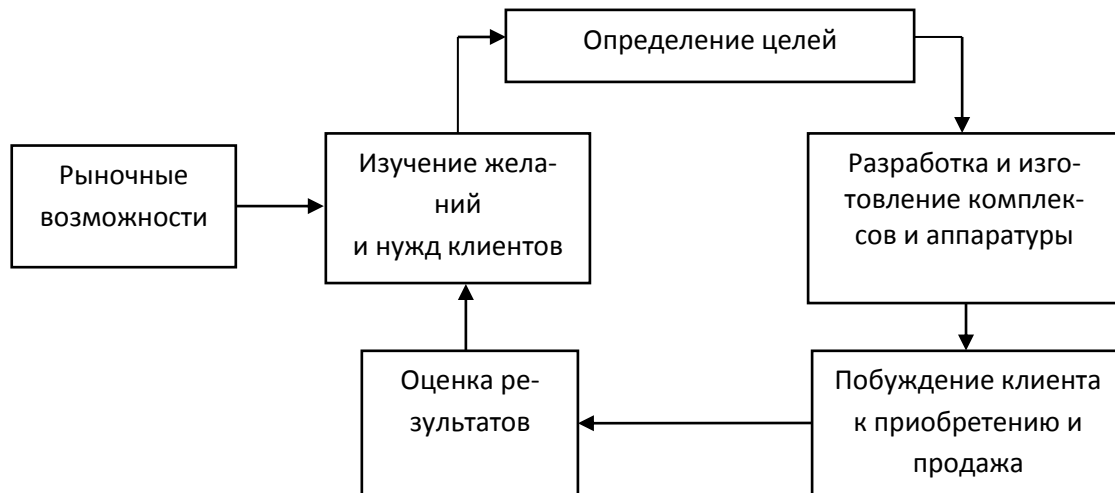 Определение целей
Рыночные
возможности
Изучение жела-
ний
и нужд клиентов
Разработка и изго-
товление комплек-
сов и аппаратуры
Оценка ре-
зультатов
Побуждение клиента
к приобретению и
продажа